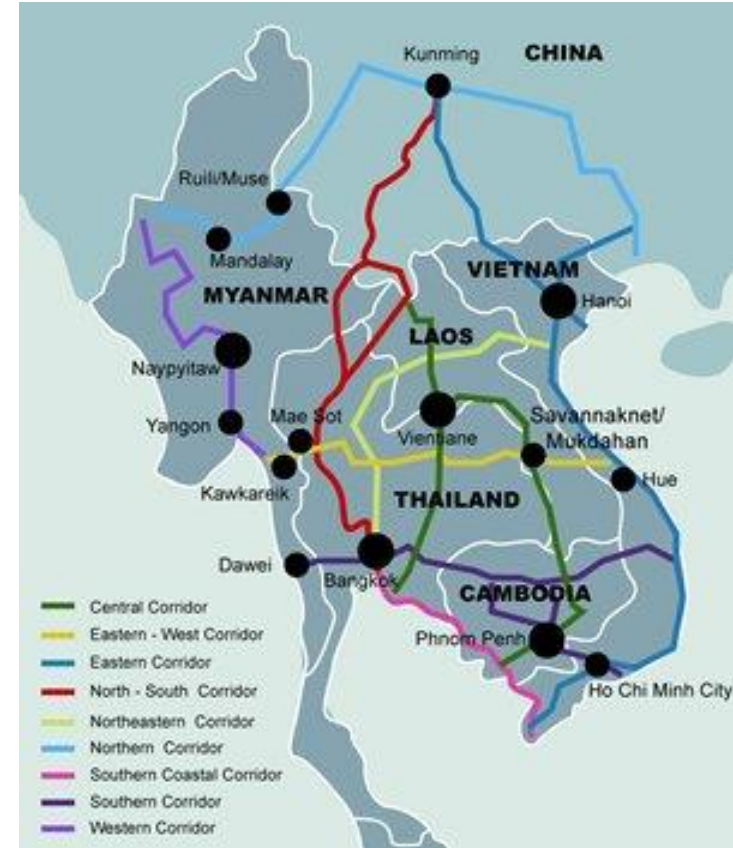 Kunming
CHINA
Ruili/Muse
Mandalay
VIETNAM
MYANMAR
Hanoi
LAOS
Naypyitaw
Mae Sot
Savannaknet/
Mukdahan
Yangon
Vientiane
Kawkareik
Hue
THAILAND
Dawei
Bangkok
CAMBODIA
Phnom Penh
Ho Chi Minh City
Central Corridor
Eastern - West Corridor
Eastern Corridor
North - South Corridor
Northeastern Corridor
Northern Corridor
Southern Coastal Corridor
Southern Corridor
Western Corridor